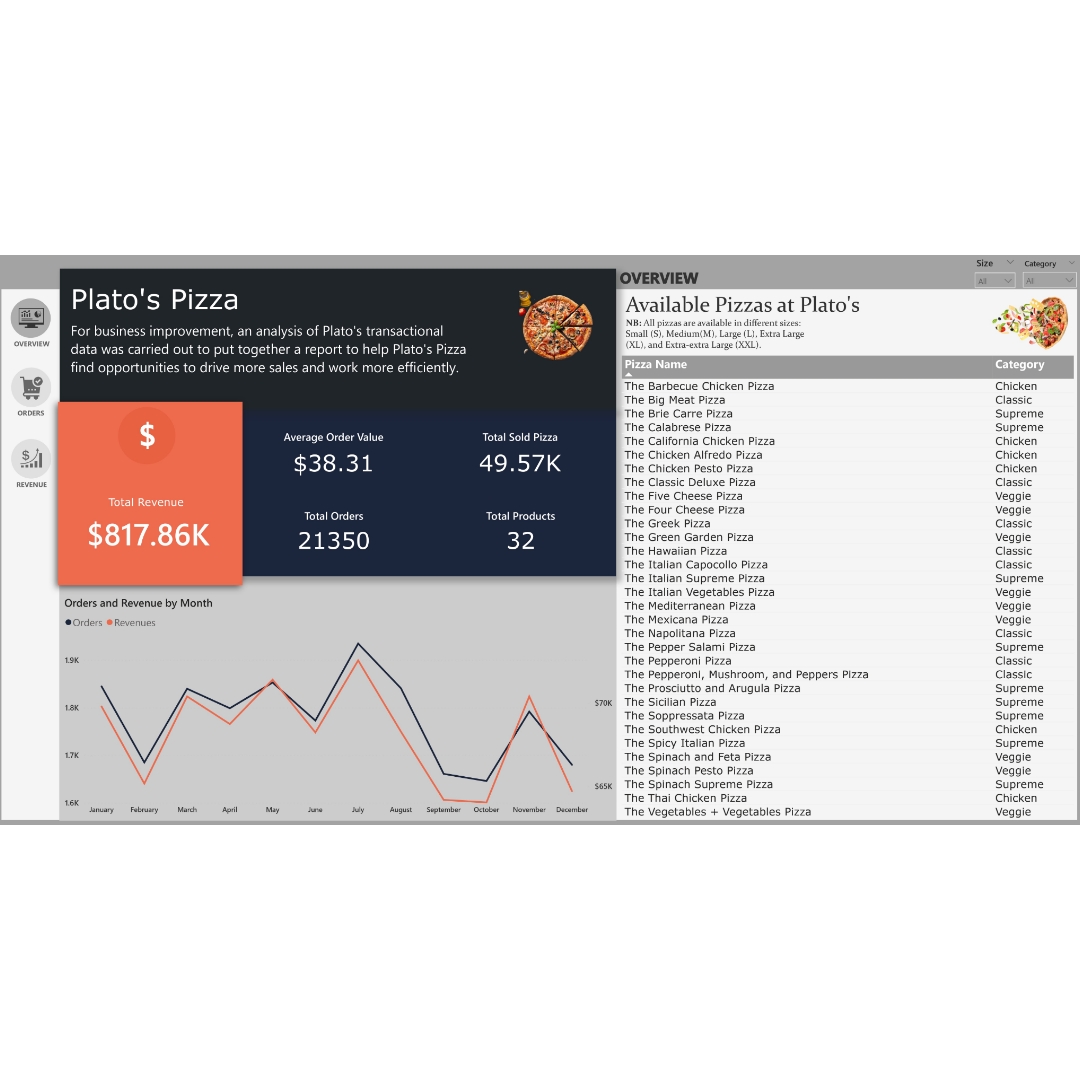 Plato's Pizza
For business improvement, an analysis of Plato's transactional
data was carried out to put together a report to help Plato's Pizza
find opportunities to drive more sales and work more efficiently.
OVERVIEW
ORDERS
REVENUE
$
Total Revenue
$817.86K
Average Order Value
$38.31
Total Sold Pizza
49.57K
Total Orders
21350
Total Products
32
Orders and Revenue by Month
Orders Revenues
1.9K
1.8K
1.7K
1.6K
$70K
$65K
January February March April May June July August September October November December
OVERVIEW
Size Category
All All
Available Pizzas at Plato's
NB: All pizzas are available in different sizes:
Small (S), Medium(M), Large (L), Extra Large
(XL), and Extra-extra Large (XXL).
Pizza Name Category
The Barbecue Chicken Pizza Chicken
The Big Meat Pizza Classic
The Brie Carre Pizza Supreme
The Calabrese Pizza Supreme
The California Chicken Pizza Chicken
The Chicken Alfredo Pizza Chicken
The Chicken Pesto Pizza Chicken
The Classic Deluxe Pizza Classic
The Five Cheese Pizza Veggie
The Four Cheese Pizza Veggie
The Greek Pizza Classic
The Green Garden Pizza Veggie
The Hawaiian Pizza Classic
The Italian Capocollo Pizza Classic
The Italian Supreme Pizza Supreme
The Italian Vegetables Pizza Veggie
The Mediterranean Pizza Veggie
The Mexicana Pizza Veggie
The Napolitana Pizza Classic
The Pepper Salami Pizza Supreme
The Pepperoni Pizza Classic
The Pepperoni, Mushroom, and Peppers Pizza Classic
The Prosciutto and Arugula Pizza Supreme
The Sicilian Pizza Supreme
The Soppressata Pizza Supreme
The Southwest Chicken Pizza Chicken
The Spicy Italian Pizza Supreme
The Spinach and Feta Pizza Veggie
The Spinach Pesto Pizza Veggie
The Spinach Supreme Pizza Supreme
The Thai Chicken Pizza Chicken
The Vegetables + Vegetables Pizza Veggie